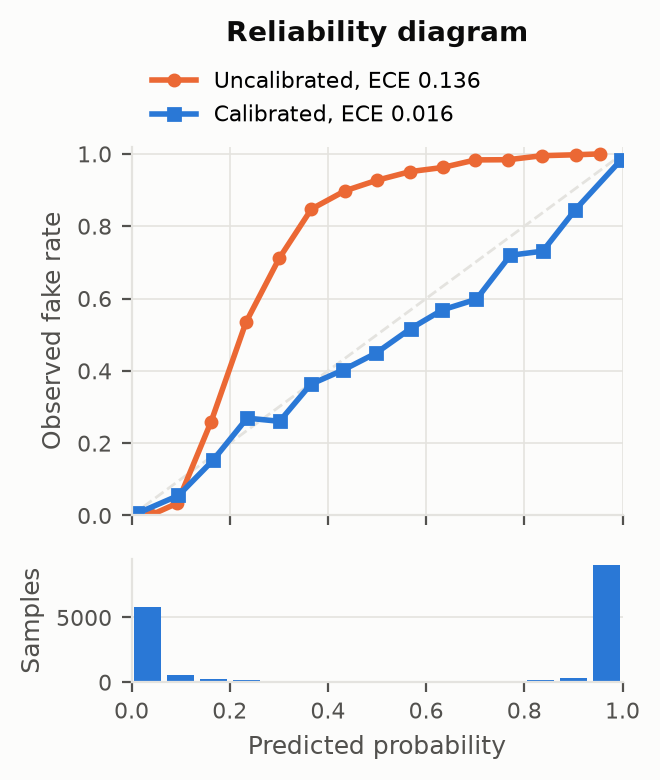 Reliability diagram
Uncalibrated, ECE 0.136
Calibrated, ECE 0.016
1.0
0.8
0.6
0.4
0.2
0.0
Observed fake rate
5000
0
Samples
0.0 0.2 0.4 0.6 0.8 1.0
Predicted probability